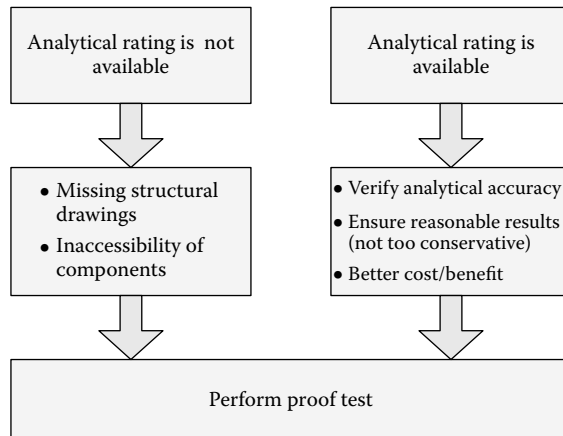 Analytical rating is not
available
Analytical rating is
available
• Missing structural
drawings
• Inaccessibility of
components
• Verify analytical accuracy
• Ensure reasonable results
(not too conservative)
• Better cost/benefit
Perform proof test